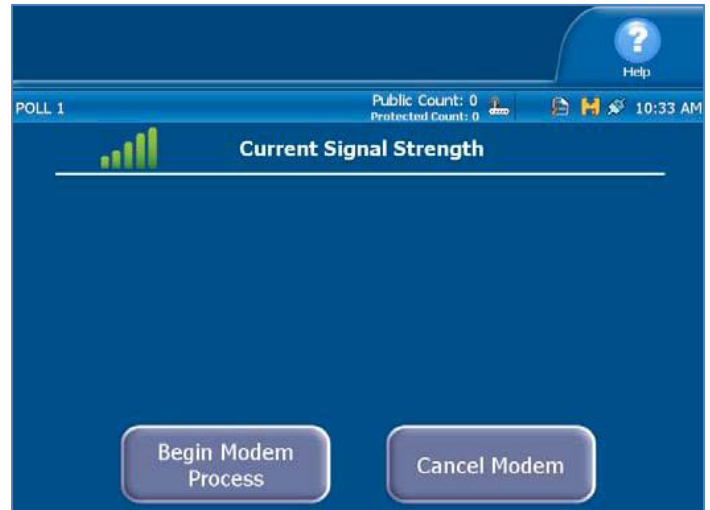 ?
Help
POLL 1
Public Count: 0
Protected Count: 0
10:33 AM
Current Signal Strength
Begin Modem
Process
Cancel Modem